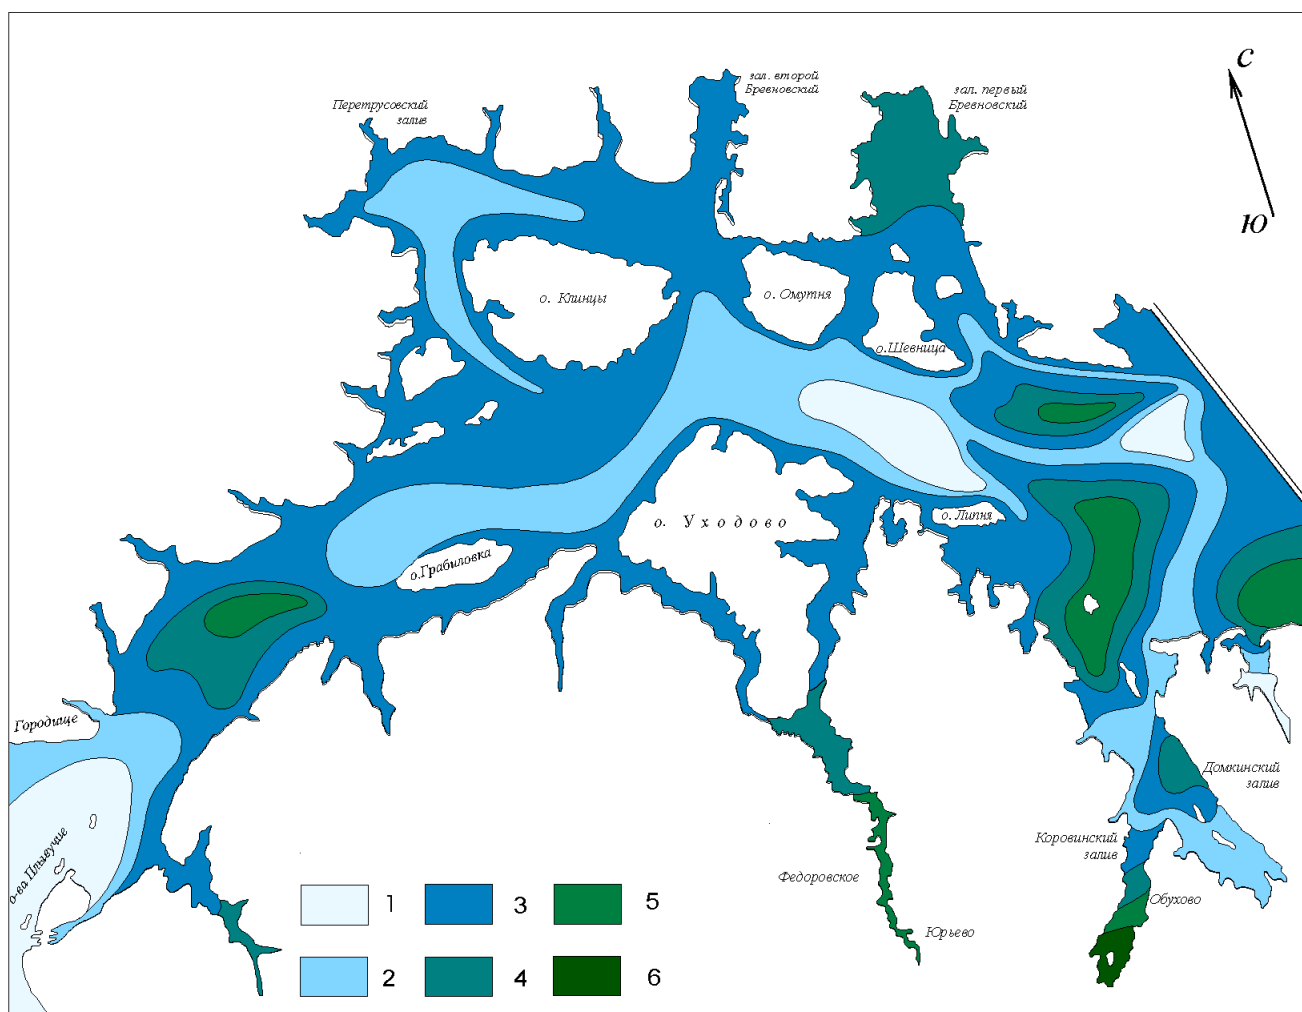 С
Ю
зал. второй
Бревновский
зал. первый
Бревновский
Перетрусовский
залив
о. Клинцы
о. Омутня
о.Шевница
о. Уходово
о. Липня
о.Грабиловка
Городище
о-ва Плывучие
Домкинский
залив
Коровинский
залив
Обухово
Федоровское
Юрьево
1
3
5
2
4
6